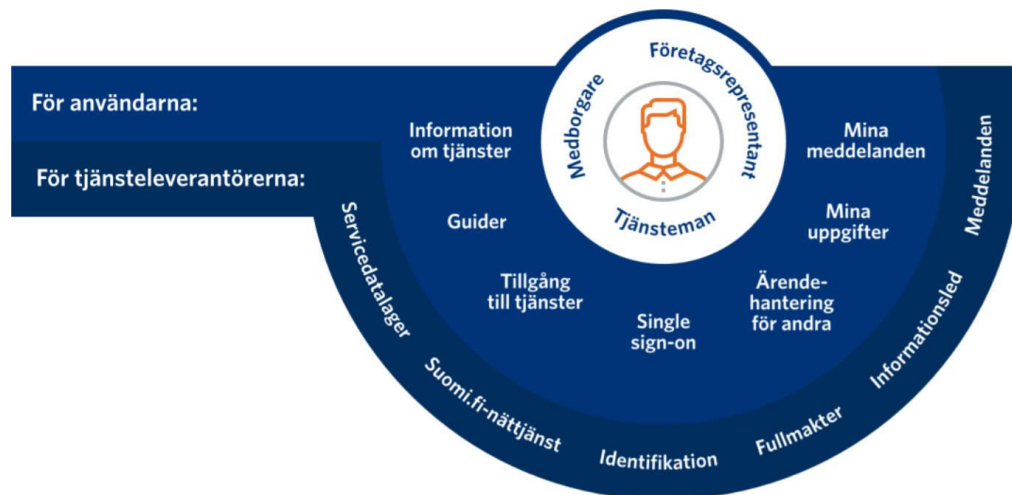 För användarna:
För tjänsteleverantörerna:
Medborgare
Företagsrepresentant
Tjänsteman
Information
om tjänster
Guider
Tillgång
till tjänster
Single
sign-on
Ärende-
hantering
för andra
Mina
uppgifter
Mina
meddelanden
Servicedatalager
Suomi.fi-nättjänst
Identifikation
Fullmakter
Informationsled
Meddelanden